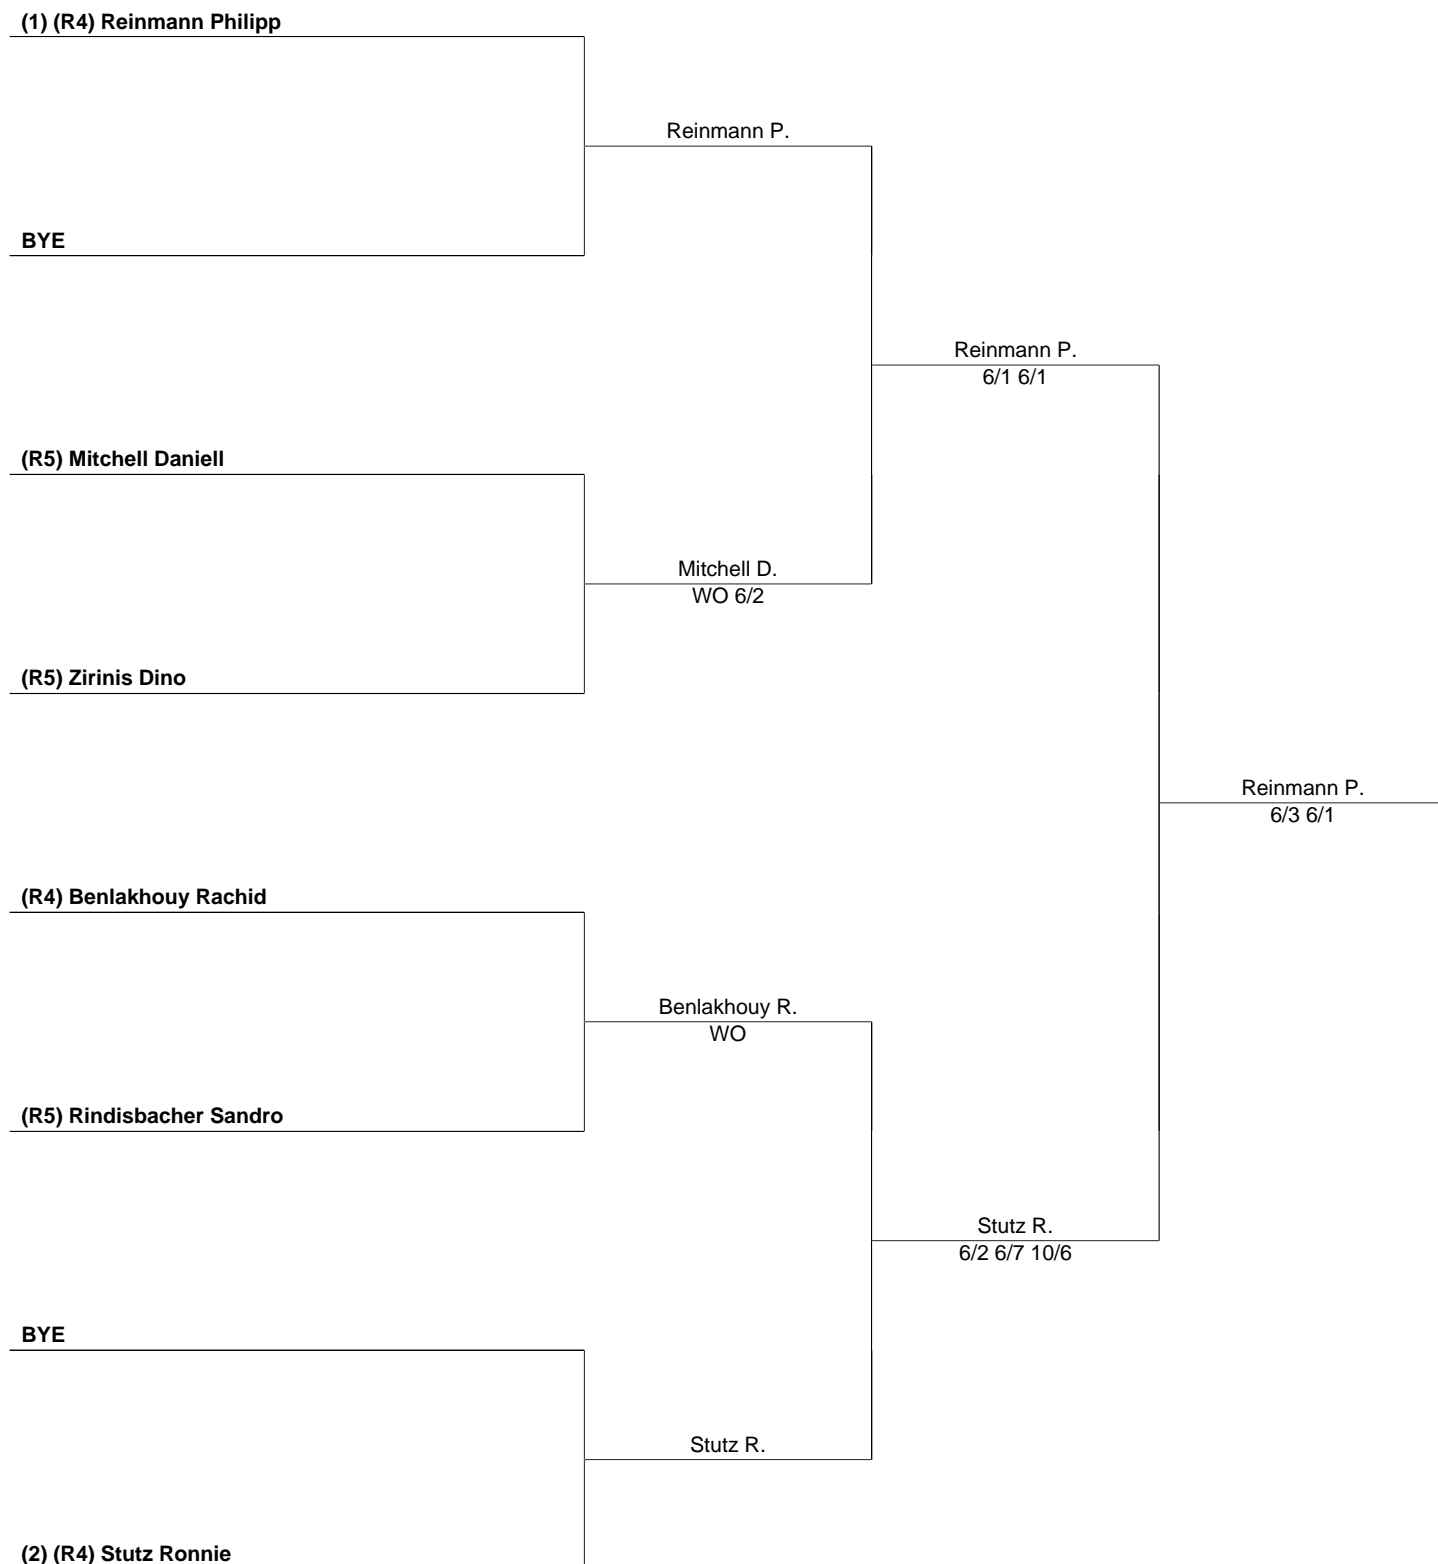 (1) (R4) Reinmann Philipp
Reinmann P.
BYE
Reinmann P.
6/1 6/1
(R5) Mitchell Daniell
Mitchell D.
WO 6/2
(R5) Zirinis Dino
Reinmann P.
6/3 6/1
(R4) Benlakhouy Rachid
Benlakhouy R.
WO
(R5) Rindisbacher Sandro
Stutz R.
6/2 6/7 10/6
BYE
Stutz R.
(2) (R4) Stutz Ronnie